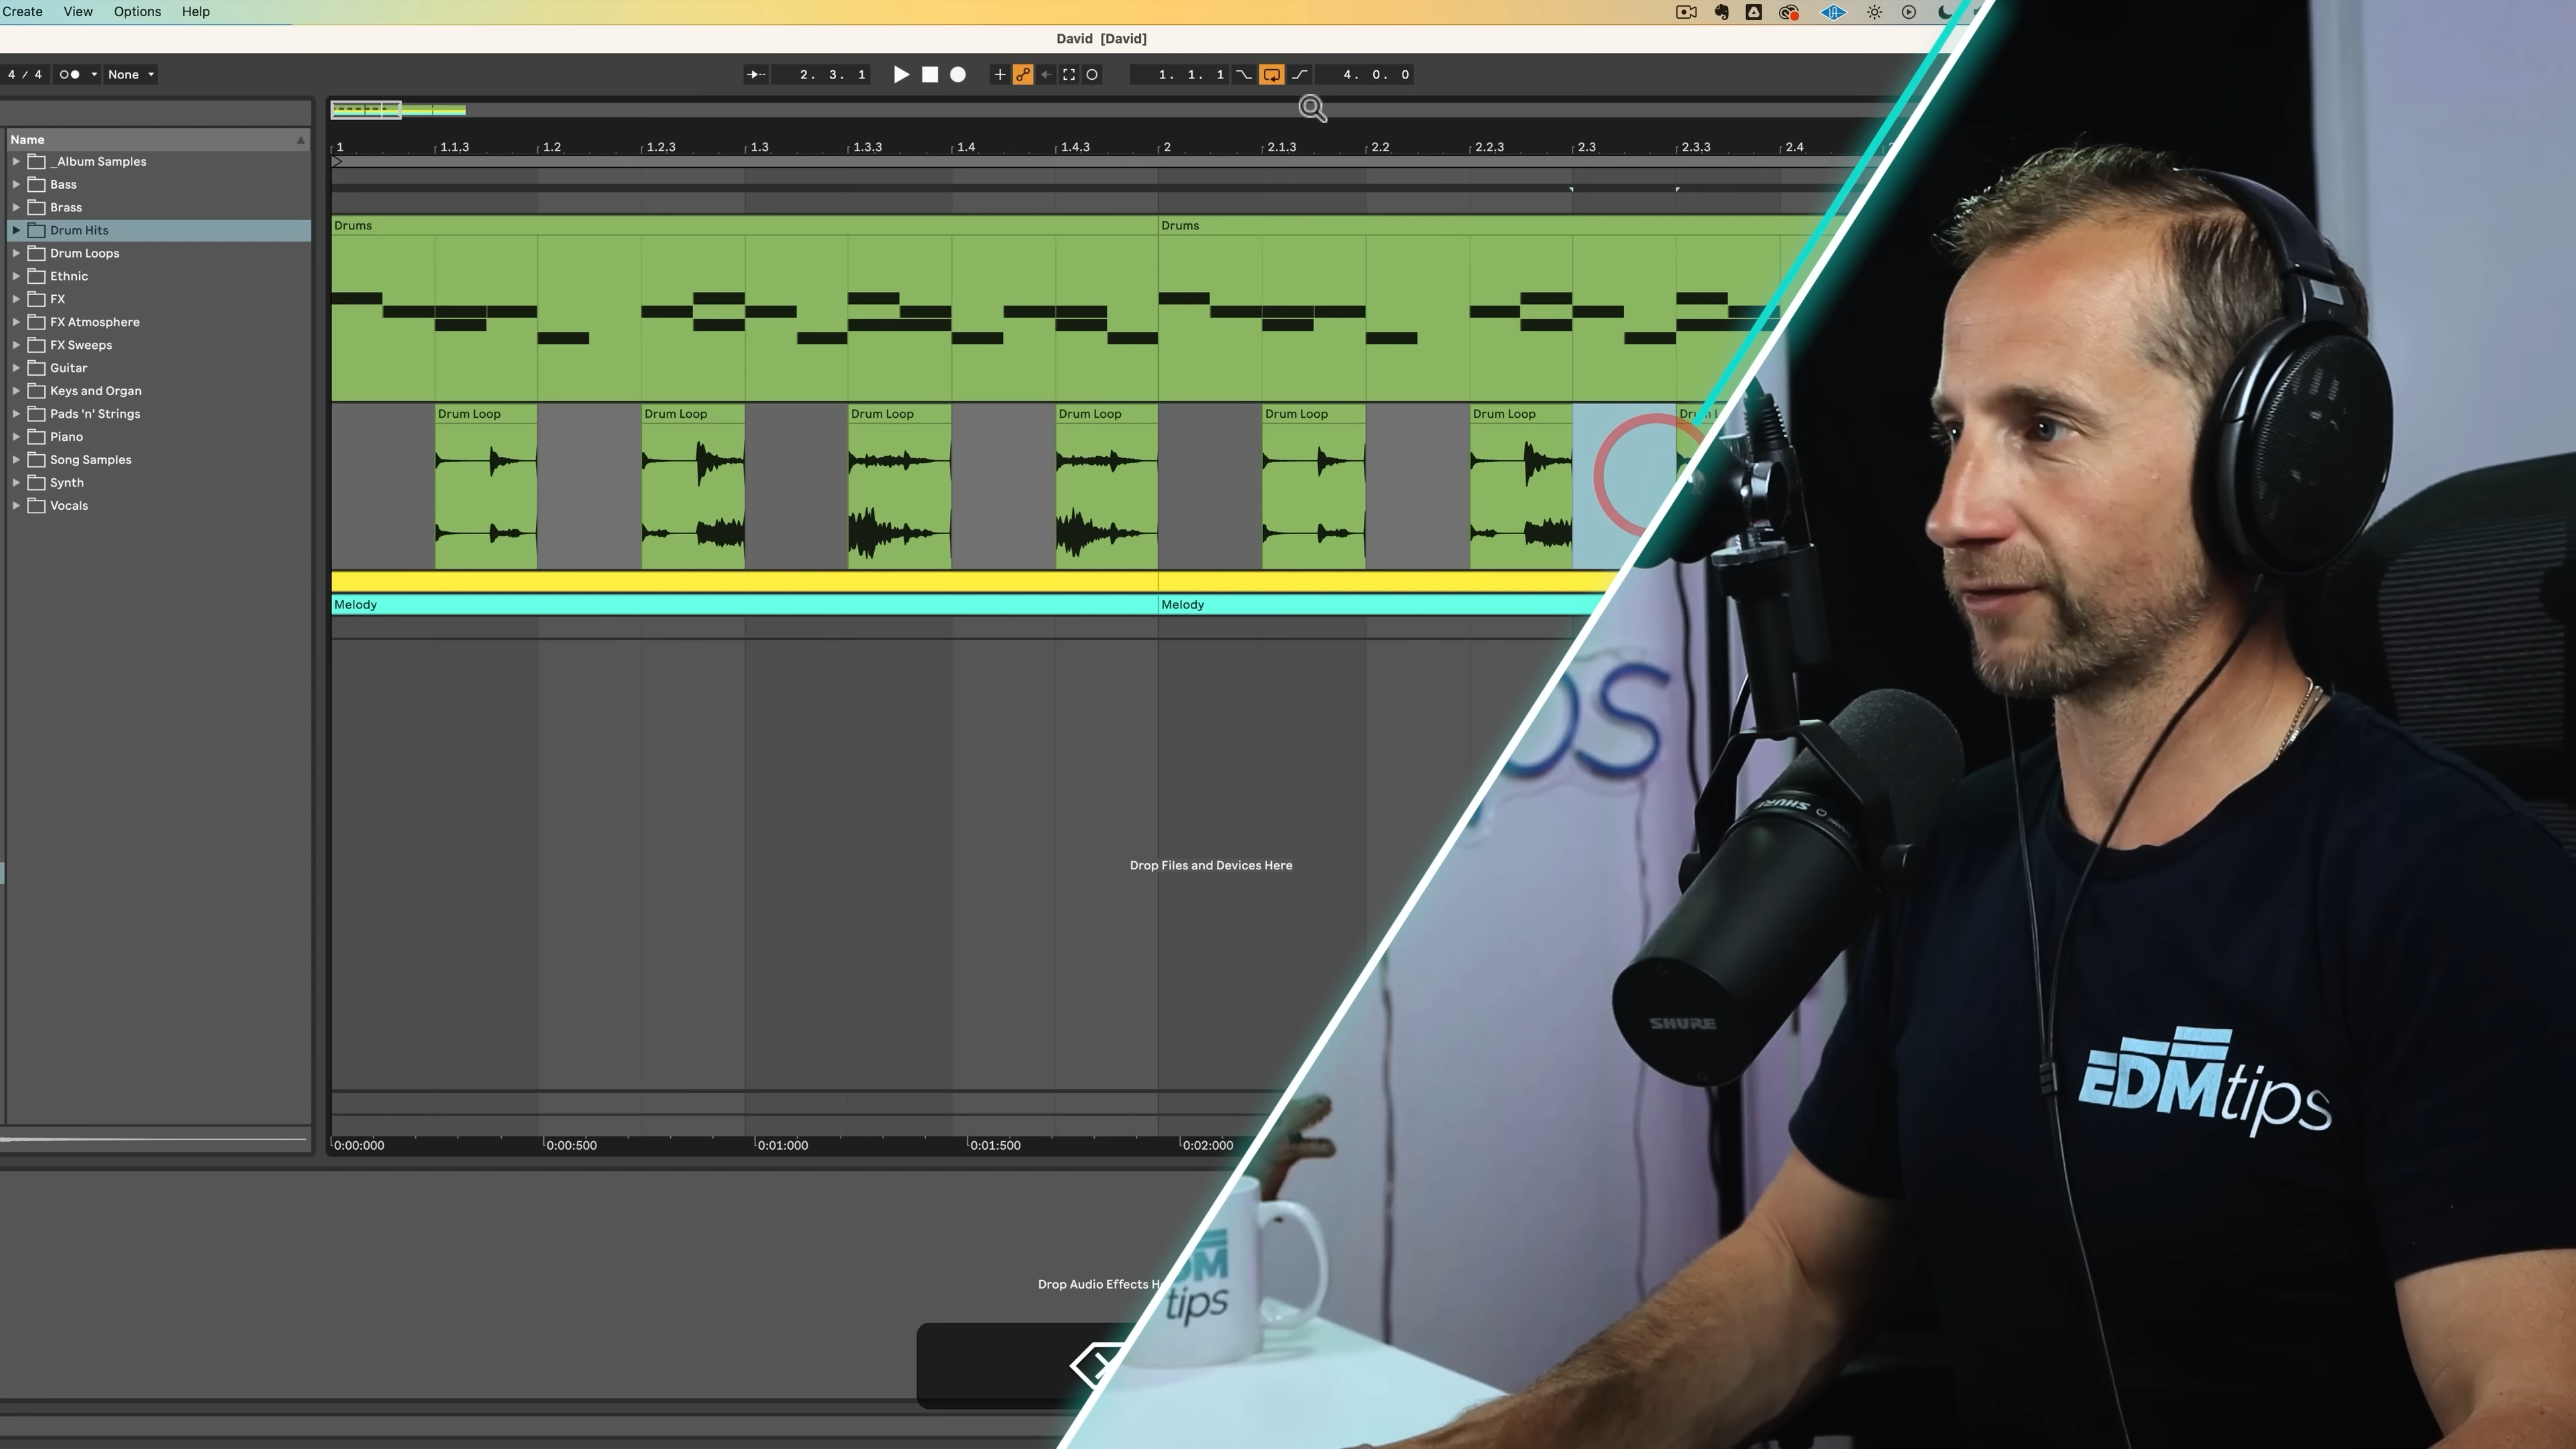 Create View Options Help
David [David]
4 / 4 None 2. 3. 1 1. 1. 1 4. 0. 0
Name
_Album Samples
Bass
Brass
Drum Hits
Drum Loops
Ethnic
FX
FX Atmosphere
FX Sweeps
Guitar
Keys and Organ
Pads 'n' Strings
Piano
Song Samples
Synth
Vocals
1 1.1.3 1.2 1.2.3 1.3 1.3.3 1.4 1.4.3 2 2.1.3 2.2 2.2.3 2.3 2.3.3 2.4
Drums Drums
Drum Loop Drum Loop Drum Loop Drum Loop Drum Loop Drum Loop
Melody Melody
Drop Files and Devices Here
0:00:000 0:00:500 0:01:000 0:01:500 0:02:000
Drop Audio Effects
OS
SHURE
SHURE
EDMtips
DM
tips